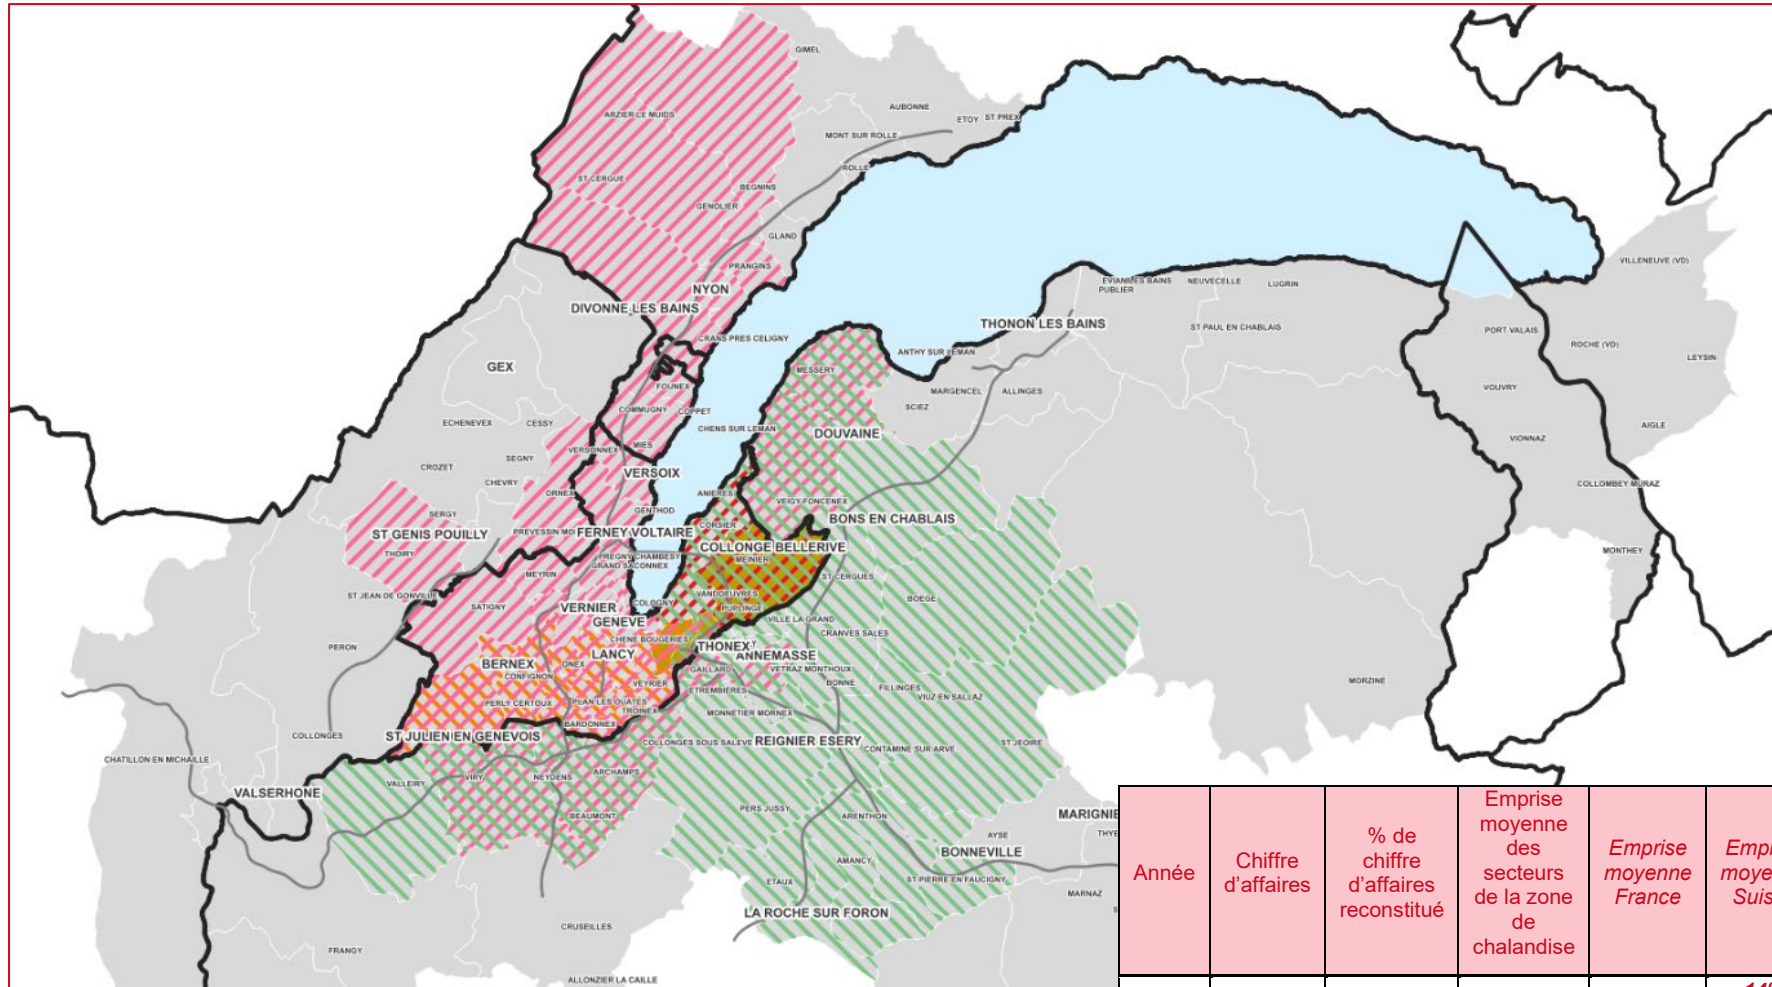 GIMEL
AUBONNE
ETOY
ST PREX
ARZIER LE MUIDS
MONT SUR ROLLE
ROLLE
ST CERGUE
BEGNINS
GENOLIER
GLAND
PRANGINS
NYON
DIVONNE LES BAINS
VILLENEUVE (VD)
EVIAN LES BAINS
PUBLIER
NEUVECELLE
LUGRIN
THONON LES BAINS
ST PAUL EN CHABLAIS
PORT VALAIS
ROCHE (VD)
LEYSIN
CRANS PRES CELIGNY
ANTHY SUR LEMAN
GEX
MESSERY
FOUNEX
MARGENCEL
ALLINGES
SCIEZ
VOUVRY
COMMUGNY
COPPET
ECHENEVEX
CESSY
CHENS SUR LEMAN
DOUVAINE
VIONNAZ
AIGLE
VERSONNEX
MIES
SEGNY
CROZET
VERSOIX
CHEVRY
COLLOMBEY MURAZ
ORNEX
ANIERES
VEIGY FONCENEX
GENTHOD
SERGY
CORSIER
BONS EN CHABLAIS
ST GENIS POUILLY
PREVESSIN MO
FERNEY VOLTAIRE
COLLONGE BELLERIVE
THOIRY
PREGNY CHAMBESY
MEINIER
MONTHEY
GRAND SACONNEX
MEYRIN
ST CERGUES
ST JEAN DE GONVILLE
VANDOEUVRES
BOEGE
SATIGNY
VERNIER
COLOGNY
PUPLINGE
GENEVE
VILLE LA GRAND
CRANVES SALES
CHENE BOUGERIES
PERON
THONEX
Y
ANNEMASSE
LANCY
BERNEX
ONEX
GAILLARD
VETRAZ MONTHOUX
CONFIGNON
VEYRIER
BONNE
MORZINE
ETREMBIERES
FILLINGES
VIUZ EN SALLAZ
PERLY CERTOUX
PLAN LES OUATES
TROINEX
MONNETIER MORNEX
BARDONNEX
COLLONGES
ST JULIEN EN GENEVOIS
COLLONGES SOUS SALEVE
REIGNIER ESERY
CONTAMINE SUR ARVE
ST JEOIRE
CHATILLON EN MICHAILLE
VALLEIRY
VIRY
NEYDENS
ARCHAMPS
VALSERHONE
PERS JUSSY
BEAUMONT
ARENTHON
MARIGNIE
AYSE
THYE
BONNEVILLE
AMANCY
ETAUX
ST PIERRE EN FAUCIGNY
MARNAZ
S
LA ROCHE SUR FORON
CRUSEILLES
FRANGY
ALLONZIER LA CAILLE
Année
Chiffre
d'affaires
% de
chiffre
d'affaires
reconstitué
Emprise
moyenne
des
secteurs
de la zone
de
chalandise
Emprise
moyenne
France
Empri
moye
Suis